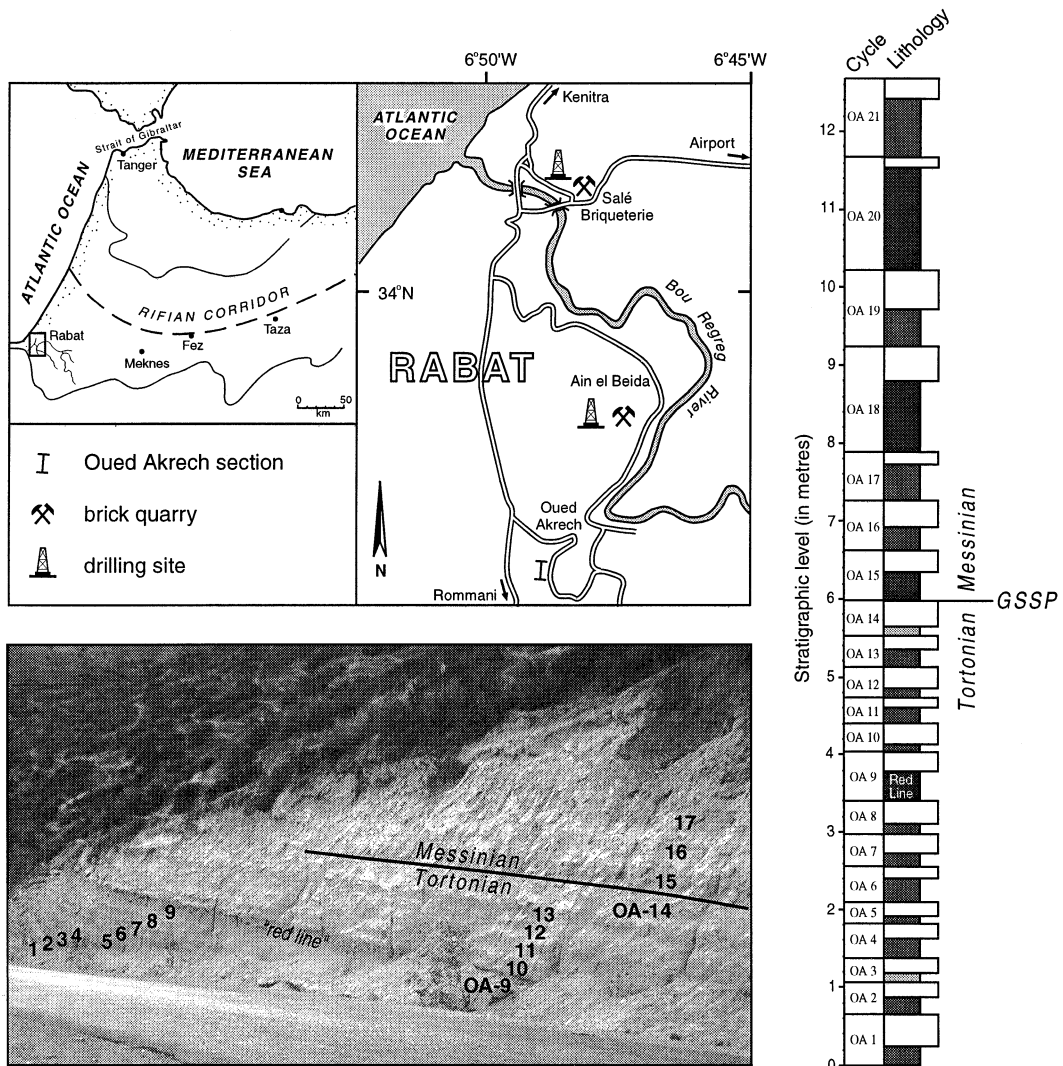 Strait of Gibraltar
Tanger
MEDITERRANEAN
SEA
ATLANTIC OCEAN
RIFIAN CORRIDOR
Rabat
Fez
Taza
Meknes
0 50
km
I Oued Akrech section
brick quarry
drilling site
6°50'W
6°45'W
ATLANTIC
OCEAN
Kenitra
Airport
Salé
Briqueterie
34°N
Bou Regreg
River
RABAT
Ain el Beida
Oued
Akrech
N
Rommani
Messinian
Tortonian
"red line"
1 2 3 4 5 6 7 8 9
17
16
15
OA-14
13
12
11
10
OA-9
Cycle
Lithology
Stratigraphic level (in metres)
12
11
10
9
8
7
6
5
4
3
2
1
0
OA 21
OA 20
OA 19
OA 18
OA 17
OA 16
OA 15
OA 14
OA 13
OA 12
OA 11
OA 10
OA 9
OA 8
OA 7
OA 6
OA 5
OA 4
OA 3
OA 2
OA 1
Red
Line
Messinian
GSSP
Tortonian